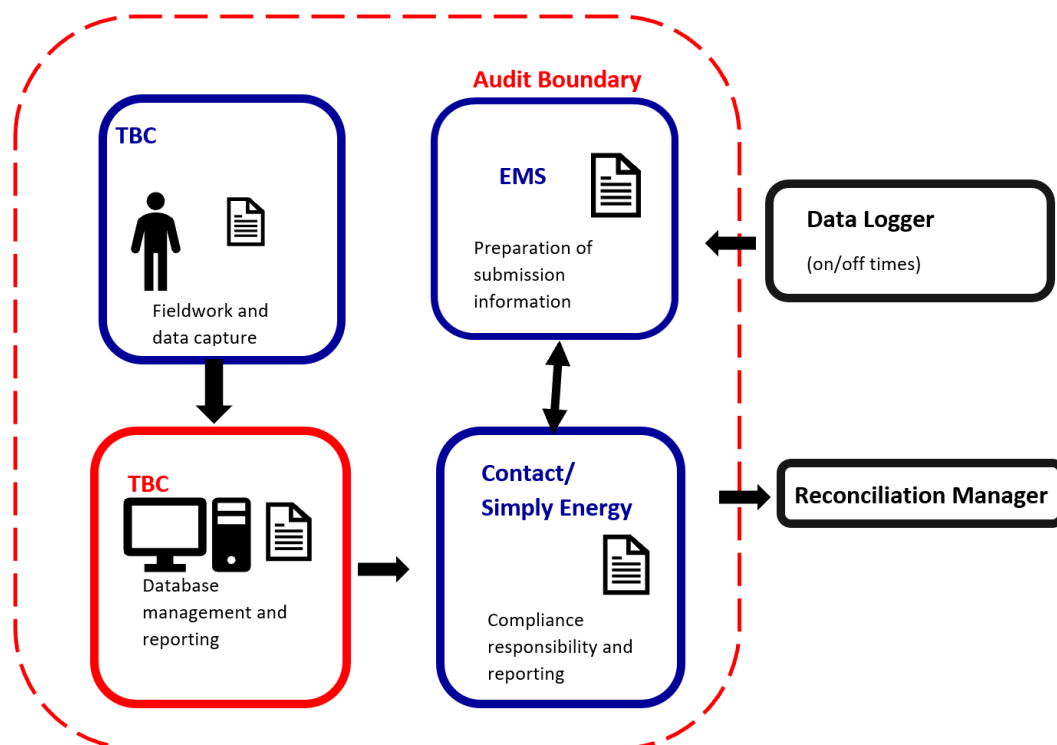 Audit Boundary
TBC
Fieldwork and
data capture
EMS
Preparation of
submission
information
Data Logger
(on/off times)
TBC
Database
management and
reporting
Contact/
Simply Energy
Compliance
responsibility and
reporting
Reconciliation Manager